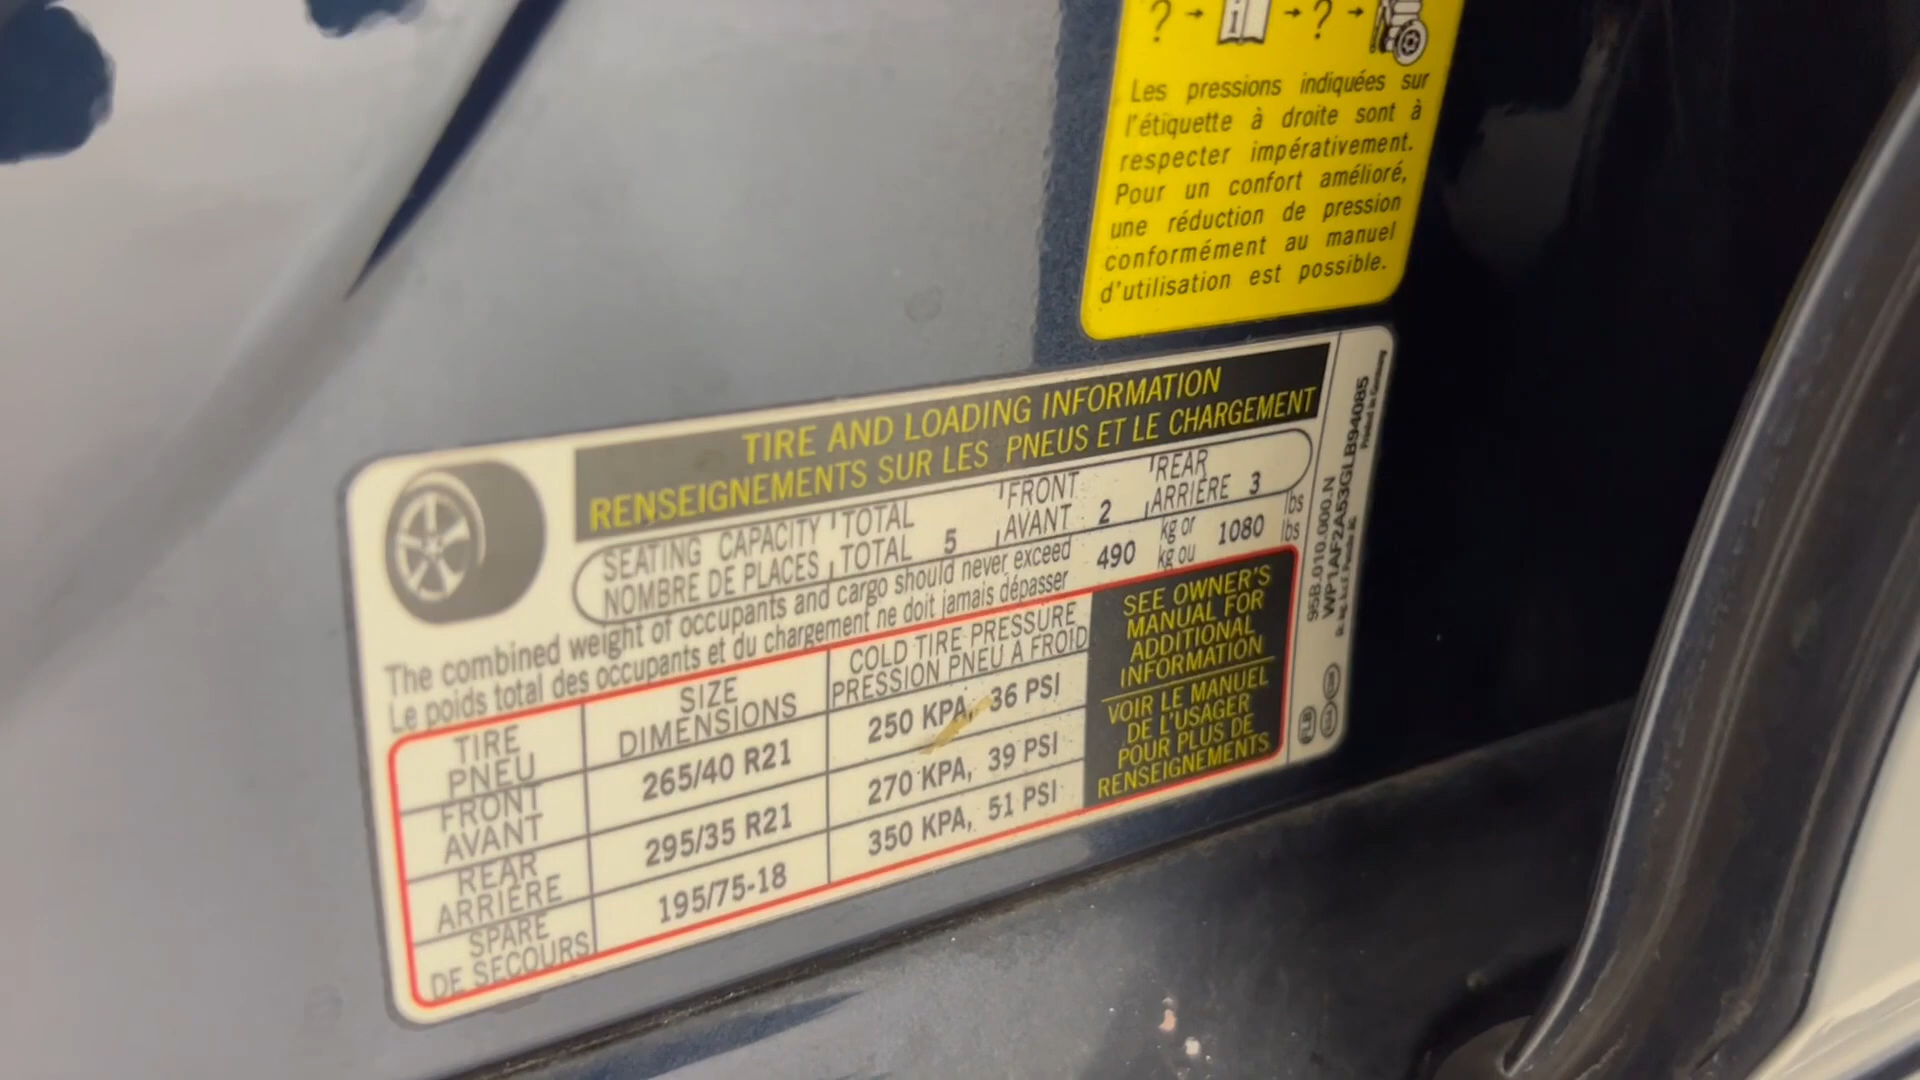 ? → i → ? →
Les pressions indiquées sur
l'étiquette à droite sont à
respecter impérativement.
Pour un confort amélioré,
une réduction de pression
conformément au manuel
d'utilisation est possible.
TIRE AND LOADING INFORMATION
RENSEIGNEMENTS SUR LES PNEUS ET LE CHARGEMENT
SEATING CAPACITY TOTAL 5 FRONT 2 REAR 3
NOMBRE DE PLACES TOTAL AVANT ARRIÈRE
The combined weight of occupants and cargo should never exceed 490 kg or 1080 lbs
Le poids total des occupants et du chargement ne doit jamais dépasser kg ou lbs
TIRE SIZE COLD TIRE PRESSURE
PNEU DIMENSIONS PRESSION PNEU À FROID
FRONT 265/40 R21 250 KPA, 36 PSI
AVANT
REAR 295/35 R21 270 KPA, 39 PSI
ARRIÈRE
SPARE 195/75-18 350 KPA, 51 PSI
DE SECOURS
SEE OWNER'S
MANUAL FOR
ADDITIONAL
INFORMATION
VOIR LE MANUEL
DE L'USAGER
POUR PLUS DE
RENSEIGNEMENTS
95B.010.000.N
WP1AF2A53GLB94085
Printed in Germany